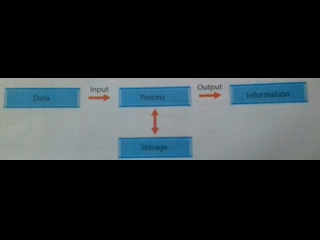 Input
Output
Data
Process
Information
Storage